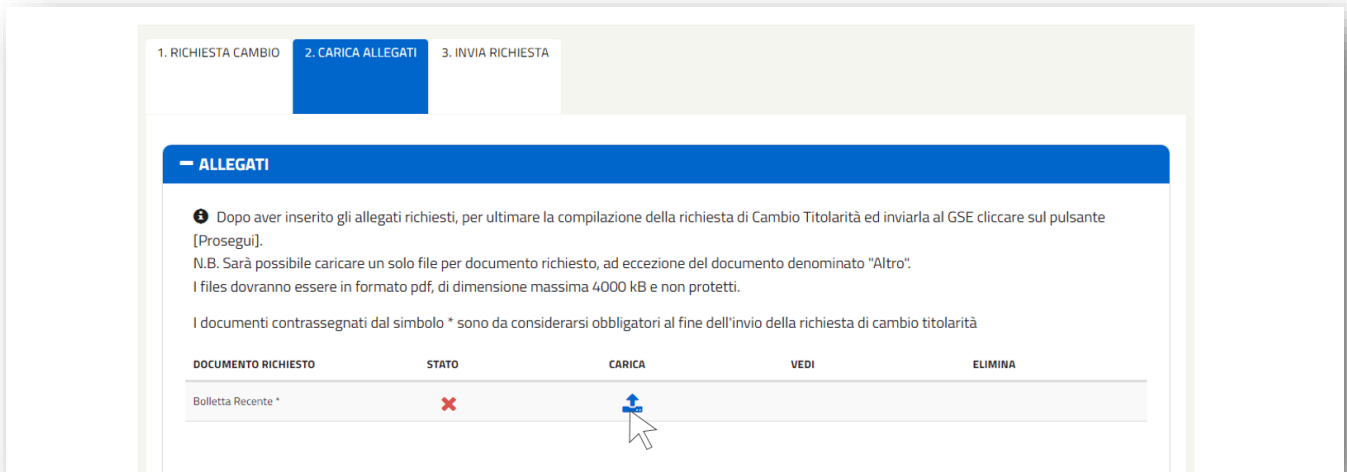 1. RICHIESTA CAMBIO 2. CARICA ALLEGATI 3. INVIA RICHIESTA
ALLEGATI
Dopo aver inserito gli allegati richiesti, per ultimare la compilazione della richiesta di Cambio Titolarità ed inviarla al GSE cliccare sul pulsante
[Prosegui].
N.B. Sarà possibile caricare un solo file per documento richiesto, ad eccezione del documento denominato "Altro".
I files dovranno essere in formato pdf, di dimensione massima 4000 kB e non protetti.
I documenti contrassegnati dal simbolo * sono da considerarsi obbligatori al fine dell'invio della richiesta di cambio titolarità
DOCUMENTO RICHIESTO STATO CARICA VEDI ELIMINA
Bolletta Recente *